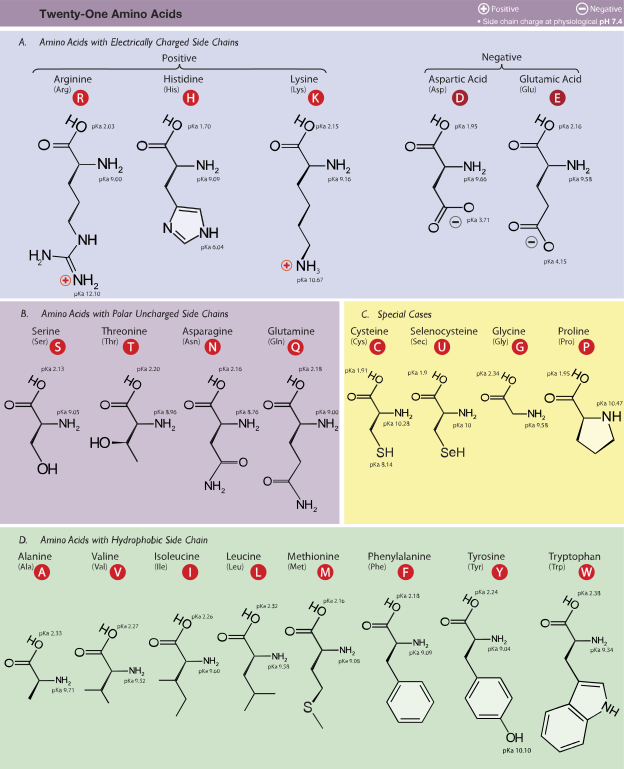 Twenty-One Amino Acids
+ Positive
− Negative
• Side chain charge at physiological pH 7.4
A. Amino Acids with Electrically Charged Side Chains
Positive
Negative
Arginine
(Arg)
R
Histidine
(His)
H
Lysine
(Lys)
K
Aspartic Acid
(Asp)
D
Glutamic Acid
(Glu)
E
pKa 2.03
HO
O
NH2
pKa 9.00
NH
H2N
+
NH2
pKa 12.10
pKa 1.70
HO
O
NH2
pKa 9.09
N
NH
pKa 6.04
pKa 2.15
HO
O
NH2
pKa 9.16
+
NH3
pKa 10.67
pKa 1.95
HO
O
NH2
pKa 9.66
O
O
−
pKa 3.71
pKa 2.16
HO
O
NH2
pKa 9.58
O
O
−
pKa 4.15
B. Amino Acids with Polar Uncharged Side Chains
Serine
(Ser)
S
Threonine
(Thr)
T
Asparagine
(Asn)
N
Glutamine
(Gln)
Q
pKa 2.13
HO
O
pKa 9.05
NH2
OH
pKa 2.20
HO
O
pKa 8.96
NH2
HO
pKa 2.16
HO
O
pKa 8.76
NH2
O
NH2
pKa 2.18
HO
O
pKa 9.00
NH2
O
NH2
C. Special Cases
Cysteine
(Cys)
C
Selenocysteine
(Sec)
U
Glycine
(Gly)
G
Proline
(Pro)
P
pKa 1.91
HO
O
NH2
pKa 10.28
SH
pKa 8.14
pKa 1.9
HO
O
NH2
pKa 10
SeH
pKa 2.34
HO
O
NH2
pKa 9.58
pKa 1.95
HO
O
pKa 10.47
NH
D. Amino Acids with Hydrophobic Side Chain
Alanine
(Ala)
A
Valine
(Val)
V
Isoleucine
(Ile)
I
Leucine
(Leu)
L
Methionine
(Met)
M
Phenylalanine
(Phe)
F
Tyrosine
(Tyr)
Y
Tryptophan
(Trp)
W
pKa 2.33
HO
O
NH2
pKa 9.71
pKa 2.27
HO
O
NH2
pKa 9.52
pKa 2.26
HO
O
NH2
pKa 9.60
pKa 2.32
HO
O
NH2
pKa 9.58
pKa 2.16
HO
O
NH2
pKa 9.08
S
pKa 2.18
HO
O
NH2
pKa 9.09
pKa 2.24
HO
O
NH2
pKa 9.04
OH
pKa 10.10
pKa 2.38
HO
O
NH2
pKa 9.34
NH